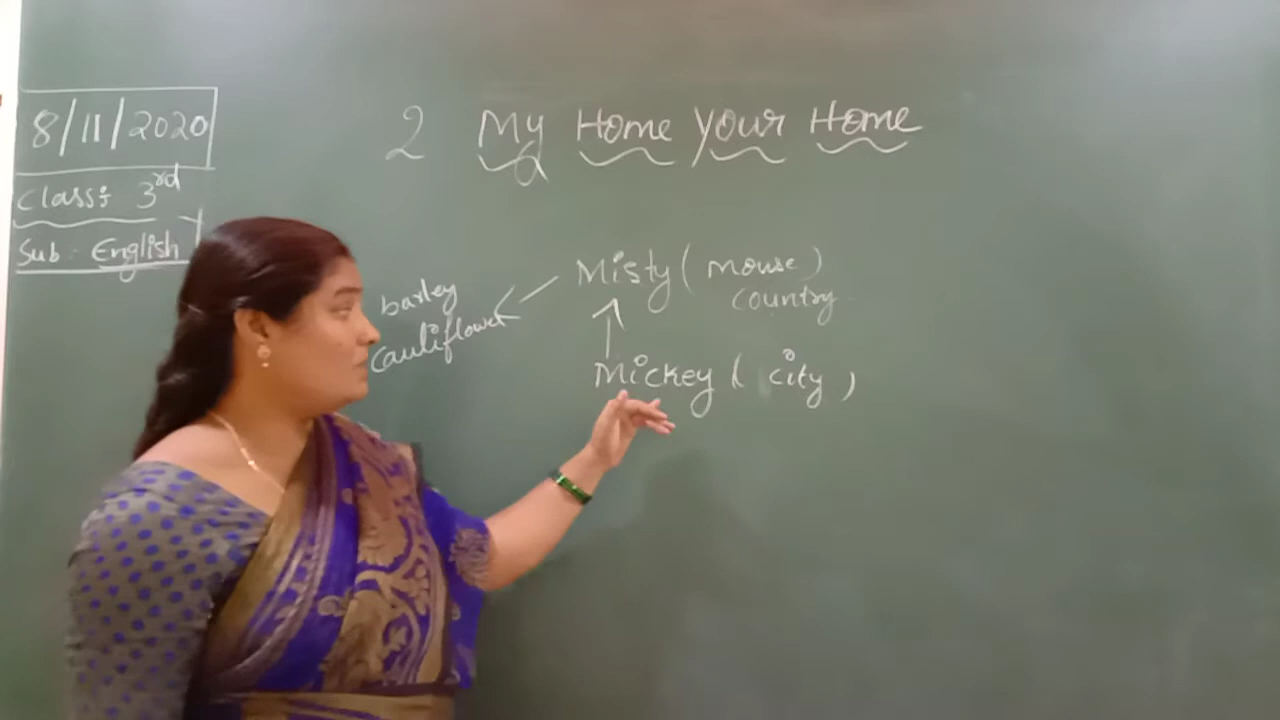 8/11/2020
Class: 3rd
Sub: English
2 My Home Your Home
Misty (mouse)
country
barley
cauliflower
Mickey (city)